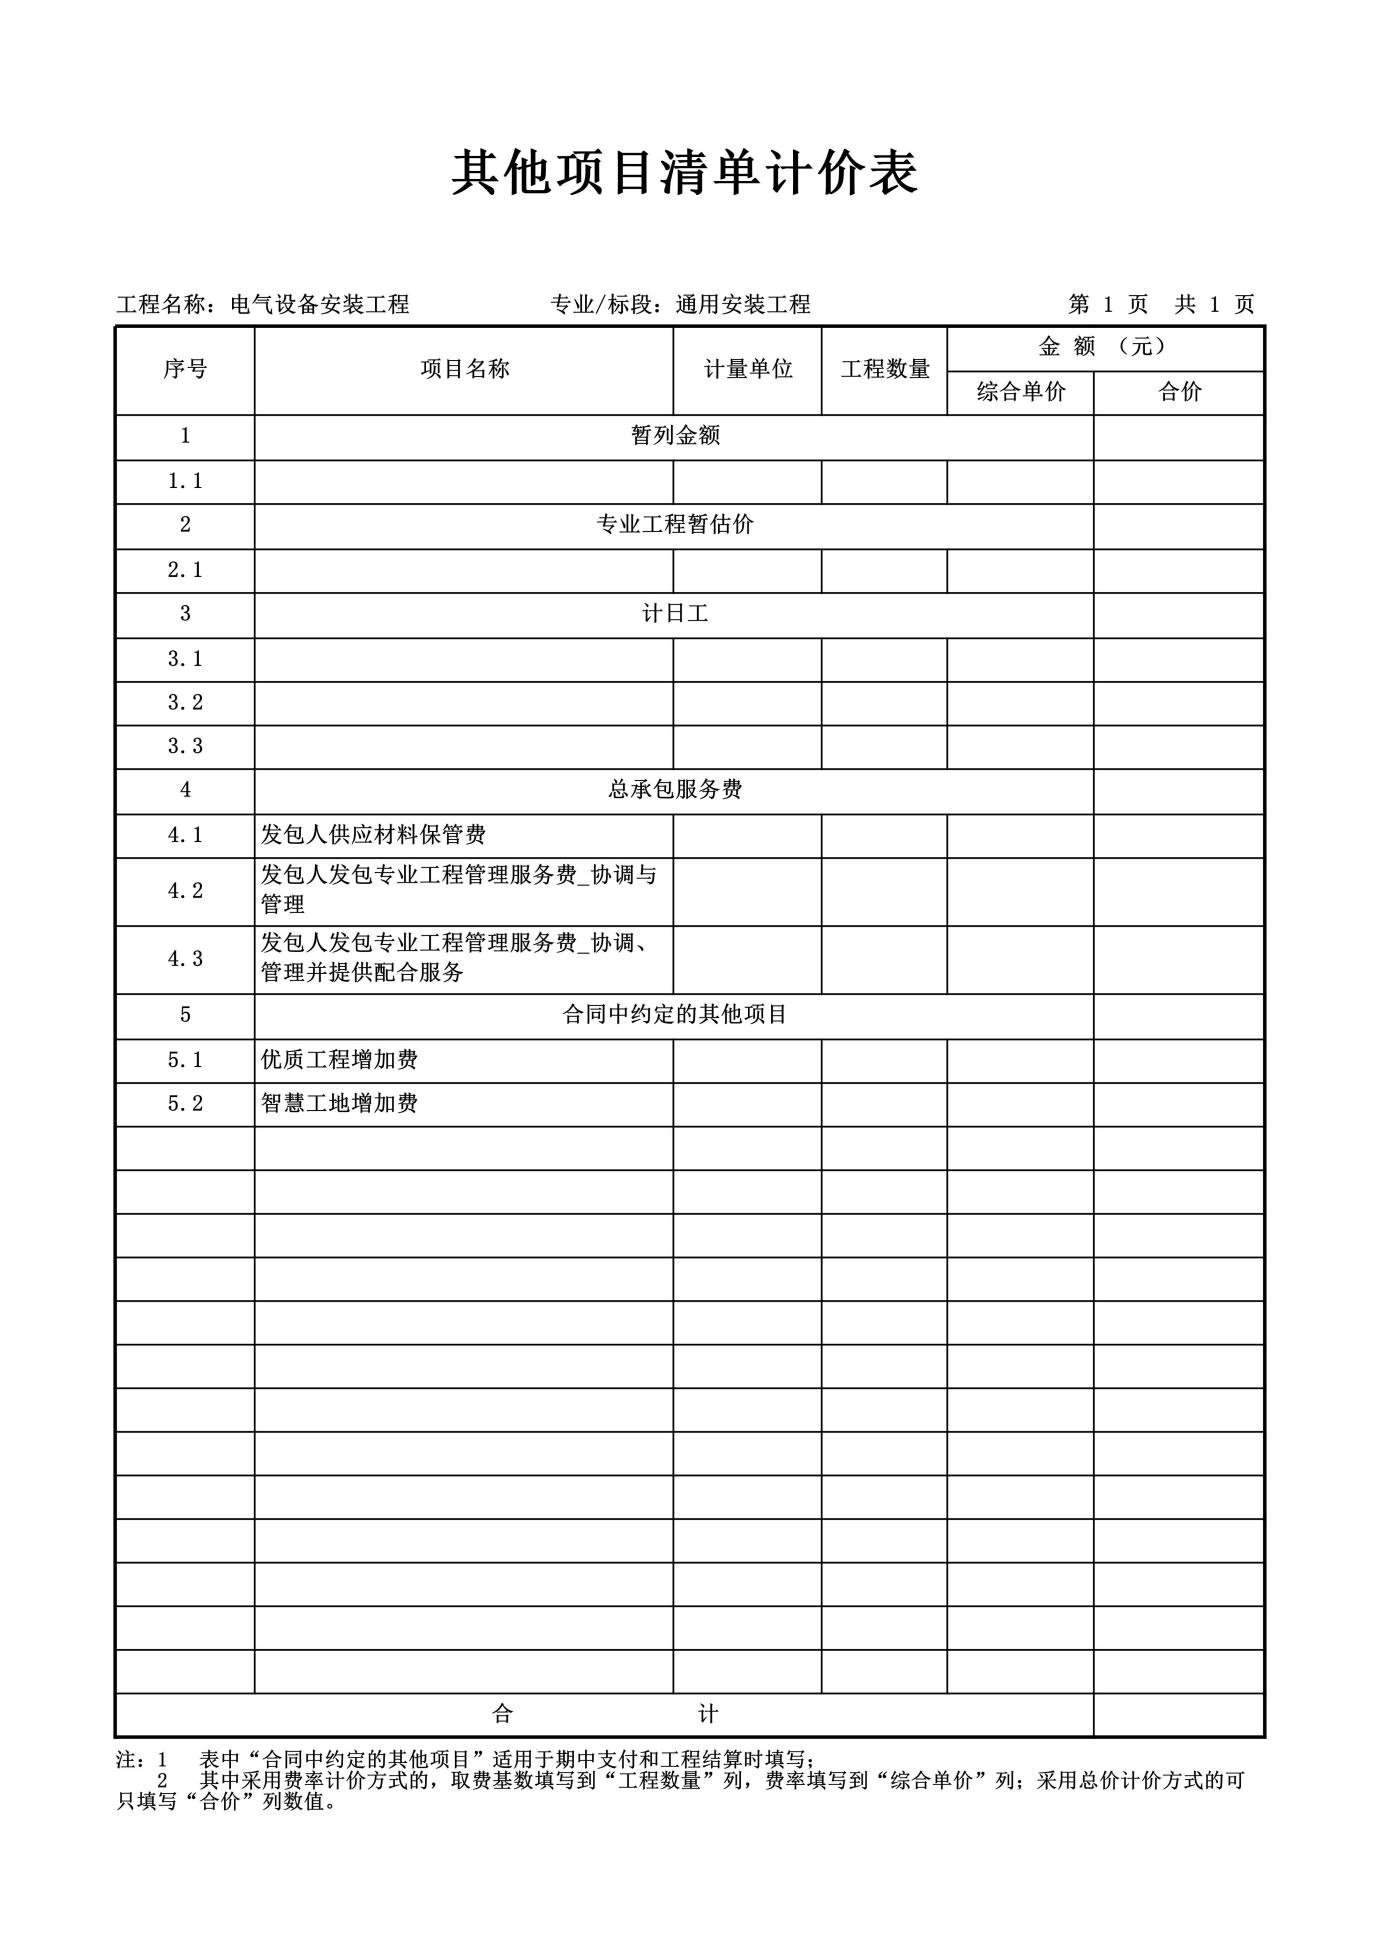 其他项目清单计价表
工程名称：电气设备安装工程 专业/标段：通用安装工程 第 1 页 共 1 页
序号 项目名称 计量单位 工程数量 金 额 （元）
综合单价 合价
1 暂列金额
1.1
2 专业工程暂估价
2.1
3 计日工
3.1
3.2
3.3
4 总承包服务费
4.1 发包人供应材料保管费
4.2 发包人发包专业工程管理服务费_协调与
管理
4.3 发包人发包专业工程管理服务费_协调、
管理并提供配合服务
5 合同中约定的其他项目
5.1 优质工程增加费
5.2 智慧工地增加费
合 计
注：1 表中“合同中约定的其他项目”适用于期中支付和工程结算时填写；
2 其中采用费率计价方式的，取费基数填写到“工程数量”列，费率填写到“综合单价”列；采用总价计价方式的可
只填写“合价”列数值。